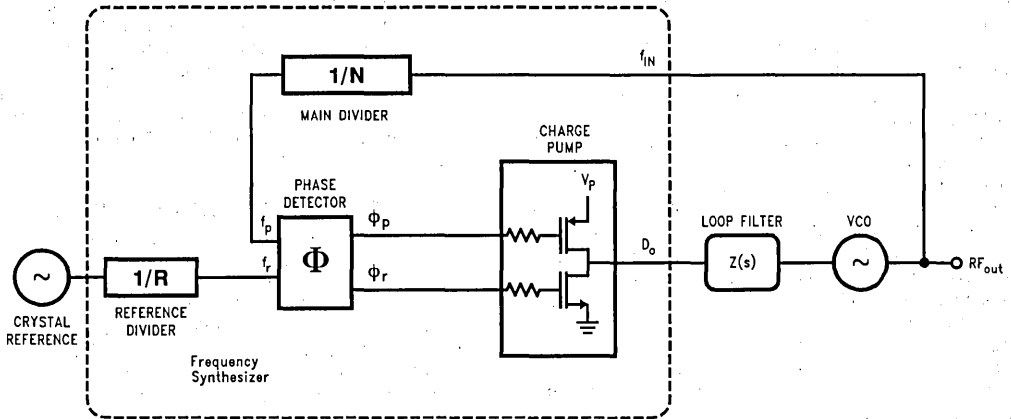 1/N
f_IN
MAIN DIVIDER
CHARGE
PUMP
V_P
PHASE
DETECTOR
f_p
ϕ_p
Φ
f_r
ϕ_r
D_o
LOOP FILTER
Z(s)
VCO
~
RF_out
~
CRYSTAL
REFERENCE
1/R
REFERENCE
DIVIDER
Frequency
Synthesizer